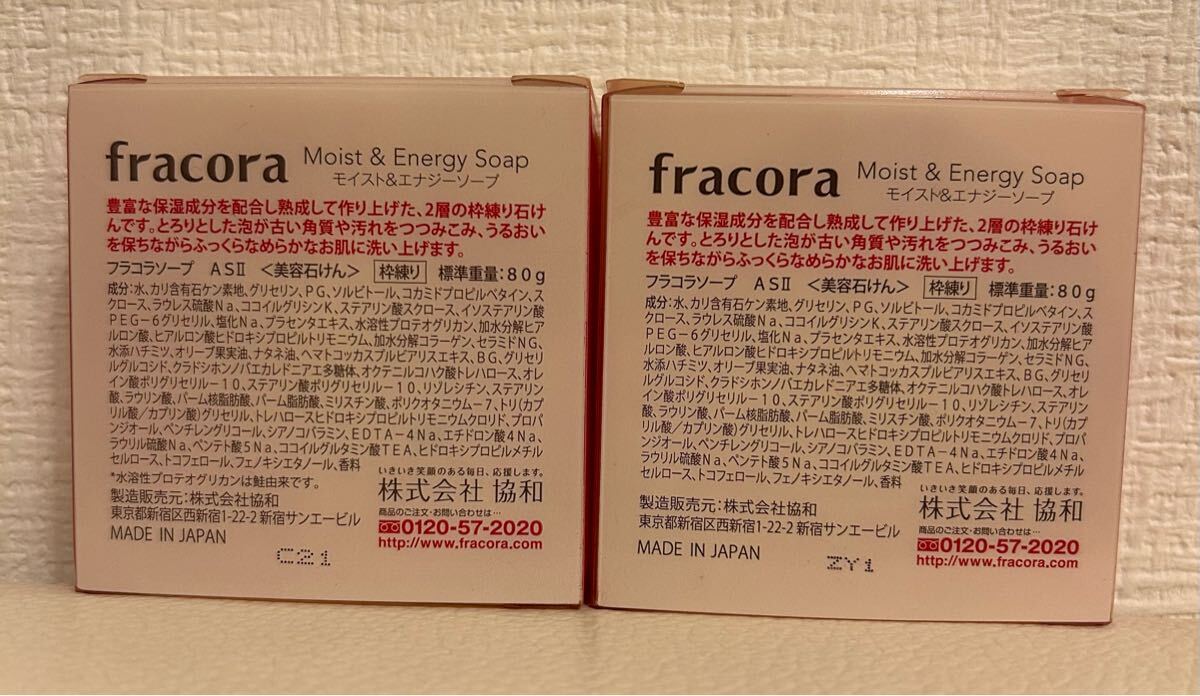 fracora Moist & Energy Soap
モイスト&エナジーソープ
豊富な保湿成分を配合し熟成して作り上げた、2層の枠練り石け
んです。とろりとした泡が古い角質や汚れをつつみこみ、うるおい
を保ちながらふっくらなめらかなお肌に洗い上げます。
フラコラソープ ASⅡ <美容石けん> 枠練り 標準重量:80g
成分:水、カリ含有石ケン素地、グリセリン、PG、ソルビトール、コカミドプロピルベタイン、ス
クロース、ラウレス硫酸Na、ココイルグリシンK、ステアリン酸スクロース、イソステアリン酸
PEG-6グリセリル、塩化Na、プラセンタエキス、水溶性プロテオグリカン、加水分解ヒア
ルロン酸、ヒアルロン酸ヒドロキシプロピルトリモニウム、加水分解コラーゲン、セラミドNG、
水添ハチミツ、オリーブ果実油、ナタネ油、ヘマトコッカスプルビアリスエキス、BG、グリセリ
ルグルコシド、クラドシホンノバエカレドニアエ多糖体、オクテニルコハク酸トレハロース、オレ
イン酸ポリグリセリル-10、ステアリン酸ポリグリセリル-10、リゾレシチン、ステアリン
酸、ラウリン酸、パーム核脂肪酸、パーム脂肪酸、ミリスチン酸、ポリクオタニウム-7、トリ(カプ
リル酸/カプリン酸)グリセリル、トレハロースヒドロキシプロピルトリモニウムクロリド、プロパ
ンジオール、ペンチレングリコール、シアノコバラミン、EDTA-4Na、エチドロン酸4Na、
ラウリル硫酸Na、ペンテト酸5Na、ココイルグルタミン酸TEA、ヒドロキシプロピルメチル
セルロース、トコフェロール、フェノキシエタノール、香料
*水溶性プロテオグリカンは鮭由来です。
いきいき笑顔のある毎日、応援します。
株式会社 協和
製造販売元:株式会社協和
東京都新宿区西新宿1-22-2 新宿サンエービル
商品のご注文・お問い合わせは…
0120-57-2020
http://www.fracora.com
MADE IN JAPAN
C21
fracora Moist & Energy Soap
モイスト&エナジーソープ
豊富な保湿成分を配合し熟成して作り上げた、2層の枠練り石け
んです。とろりとした泡が古い角質や汚れをつつみこみ、うるおい
を保ちながらふっくらなめらかなお肌に洗い上げます。
フラコラソープ ASⅡ <美容石けん> 枠練り 標準重量:80g
成分:水、カリ含有石ケン素地、グリセリン、PG、ソルビトール、コカミドプロピルベタイン、ス
クロース、ラウレス硫酸Na、ココイルグリシンK、ステアリン酸スクロース、イソステアリン酸
PEG-6グリセリル、塩化Na、プラセンタエキス、水溶性プロテオグリカン、加水分解ヒア
ルロン酸、ヒアルロン酸ヒドロキシプロピルトリモニウム、加水分解コラーゲン、セラミドNG、
水添ハチミツ、オリーブ果実油、ナタネ油、ヘマトコッカスプルビアリスエキス、BG、グリセリ
ルグルコシド、クラドシホンノバエカレドニアエ多糖体、オクテニルコハク酸トレハロース、オレ
イン酸ポリグリセリル-10、ステアリン酸ポリグリセリル-10、リゾレシチン、ステアリン
酸、ラウリン酸、パーム核脂肪酸、パーム脂肪酸、ミリスチン酸、ポリクオタニウム-7、トリ(カプ
リル酸/カプリン酸)グリセリル、トレハロースヒドロキシプロピルトリモニウムクロリド、プロパ
ンジオール、ペンチレングリコール、シアノコバラミン、EDTA-4Na、エチドロン酸4Na、
ラウリル硫酸Na、ペンテト酸5Na、ココイルグルタミン酸TEA、ヒドロキシプロピルメチル
セルロース、トコフェロール、フェノキシエタノール、香料
いきいき笑顔のある毎日、応援します。
株式会社 協和
製造販売元:株式会社協和
東京都新宿区西新宿1-22-2 新宿サンエービル
商品のご注文・お問い合わせは…
0120-57-2020
http://www.fracora.com
MADE IN JAPAN
ZY1